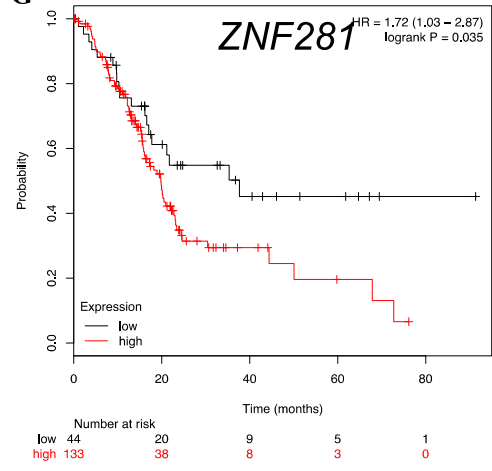 G
ZNF281
HR = 1.72 (1.03 − 2.87)
logrank P = 0.035
Probability
0.0 0.2 0.4 0.6 0.8 1.0
Expression
low
high
0 20 40 60 80
Time (months)
Number at risk
low 44 20 9 5 1
high 133 38 8 3 0